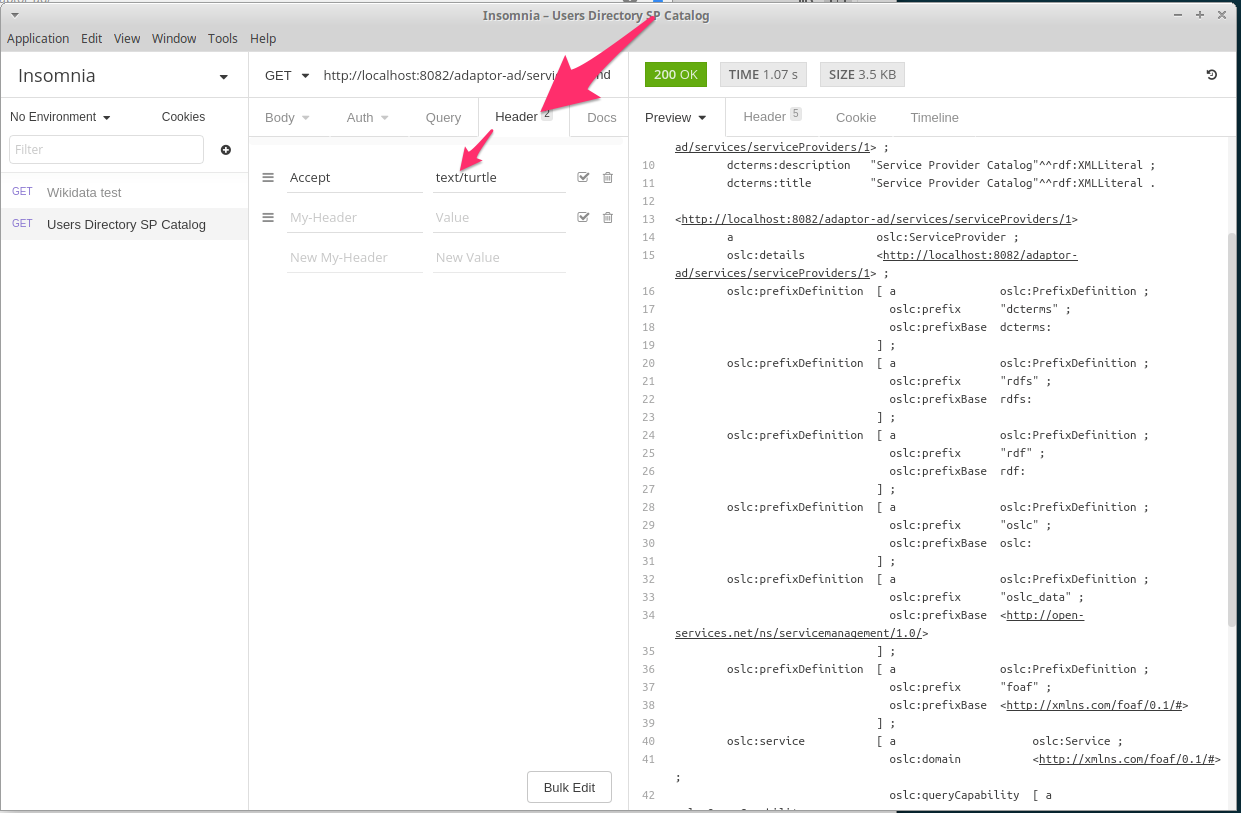 Insomnia – Users Directory SP Catalog
Application Edit View Window Tools Help
Insomnia
GET http://localhost:8082/adaptor-ad/servic nd
200 OK TIME 1.07 s SIZE 3.5 KB
No Environment Cookies
Body Auth Query Header 2 Docs
Preview Header 5 Cookie Timeline
Filter
GET Wikidata test
GET Users Directory SP Catalog
Accept text/turtle
My-Header Value
New My-Header New Value
Bulk Edit
ad/services/serviceProviders/1> ;
10 dcterms:description "Service Provider Catalog"^^rdf:XMLLiteral ;
11 dcterms:title "Service Provider Catalog"^^rdf:XMLLiteral .
12
13 <http://localhost:8082/adaptor-ad/services/serviceProviders/1>
14 a oslc:ServiceProvider ;
15 oslc:details <http://localhost:8082/adaptor-
ad/services/serviceProviders/1> ;
16 oslc:prefixDefinition [ a oslc:PrefixDefinition ;
17 oslc:prefix "dcterms" ;
18 oslc:prefixBase dcterms:
19 ] ;
20 oslc:prefixDefinition [ a oslc:PrefixDefinition ;
21 oslc:prefix "rdfs" ;
22 oslc:prefixBase rdfs:
23 ] ;
24 oslc:prefixDefinition [ a oslc:PrefixDefinition ;
25 oslc:prefix "rdf" ;
26 oslc:prefixBase rdf:
27 ] ;
28 oslc:prefixDefinition [ a oslc:PrefixDefinition ;
29 oslc:prefix "oslc" ;
30 oslc:prefixBase oslc:
31 ] ;
32 oslc:prefixDefinition [ a oslc:PrefixDefinition ;
33 oslc:prefix "oslc_data" ;
34 oslc:prefixBase <http://open-
services.net/ns/servicemanagement/1.0/>
35 ] ;
36 oslc:prefixDefinition [ a oslc:PrefixDefinition ;
37 oslc:prefix "foaf" ;
38 oslc:prefixBase <http://xmlns.com/foaf/0.1/#>
39 ] ;
40 oslc:service [ a oslc:Service ;
41 oslc:domain <http://xmlns.com/foaf/0.1/#>
;
42 oslc:queryCapability [ a